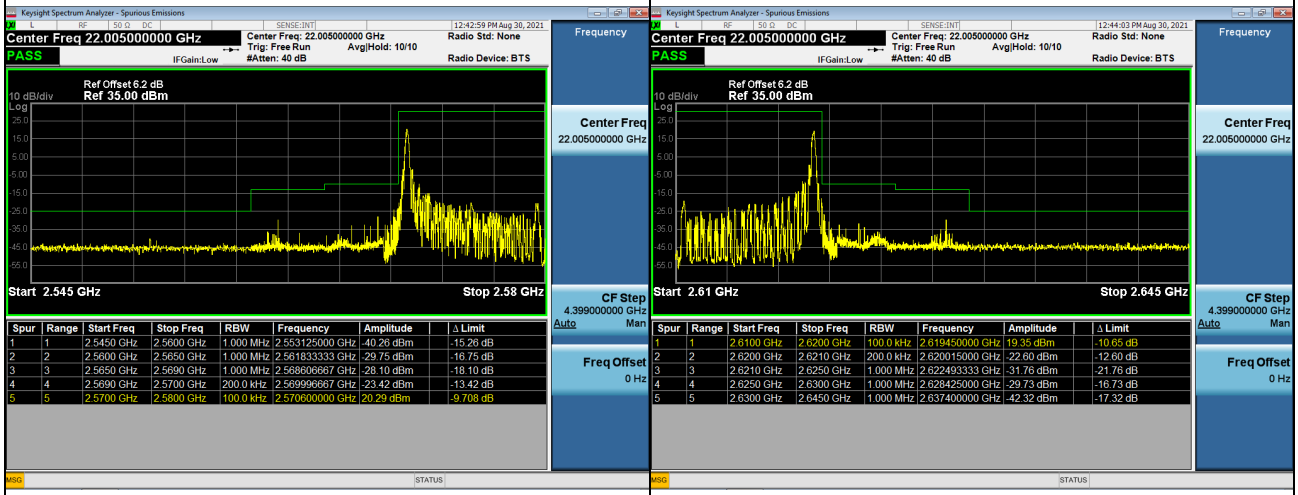 Keysight Spectrum Analyzer - Spurious Emissions
L RF 50 Ω DC SENSE:INT 12:42:59 PM Aug 30, 2021
Center Freq 22.005000000 GHz
Center Freq: 22.005000000 GHz
Radio Std: None
Trig: Free Run Avg|Hold: 10/10
PASS
IFGain:Low
#Atten: 40 dB
Radio Device: BTS
Ref Offset 6.2 dB
10 dB/div Ref 35.00 dBm
Log
25.0
15.0
5.00
-5.00
-15.0
-25.0
-35.0
-45.0
-55.0
Start 2.545 GHz Stop 2.58 GHz
Spur Range Start Freq Stop Freq RBW Frequency Amplitude Δ Limit
1 1 2.5450 GHz 2.5600 GHz 1.000 MHz 2.553125000 GHz -40.26 dBm -15.26 dB
2 2 2.5600 GHz 2.5650 GHz 1.000 MHz 2.561833333 GHz -29.75 dBm -16.75 dB
3 3 2.5650 GHz 2.5690 GHz 1.000 MHz 2.568606667 GHz -28.10 dBm -18.10 dB
4 4 2.5690 GHz 2.5700 GHz 200.0 kHz 2.569996667 GHz -23.42 dBm -13.42 dB
5 5 2.5700 GHz 2.5800 GHz 100.0 kHz 2.570600000 GHz 20.29 dBm -9.708 dB
Frequency
Center Freq
22.005000000 GHz
CF Step
4.399000000 GHz
Auto Man
Freq Offset
0 Hz
MSG STATUS
Keysight Spectrum Analyzer - Spurious Emissions
L RF 50 Ω DC SENSE:INT 12:44:03 PM Aug 30, 2021
Center Freq 22.005000000 GHz
Center Freq: 22.005000000 GHz
Radio Std: None
Trig: Free Run Avg|Hold: 10/10
PASS
IFGain:Low
#Atten: 40 dB
Radio Device: BTS
Ref Offset 6.2 dB
10 dB/div Ref 35.00 dBm
Log
25.0
15.0
5.00
-5.00
-15.0
-25.0
-35.0
-45.0
-55.0
Start 2.61 GHz Stop 2.645 GHz
Spur Range Start Freq Stop Freq RBW Frequency Amplitude Δ Limit
1 1 2.6100 GHz 2.6200 GHz 100.0 kHz 2.619450000 GHz 19.35 dBm -10.65 dB
2 2 2.6200 GHz 2.6210 GHz 200.0 kHz 2.620015000 GHz -22.60 dBm -12.60 dB
3 3 2.6210 GHz 2.6250 GHz 1.000 MHz 2.622493333 GHz -31.76 dBm -21.76 dB
4 4 2.6250 GHz 2.6300 GHz 1.000 MHz 2.628425000 GHz -29.73 dBm -16.73 dB
5 5 2.6300 GHz 2.6450 GHz 1.000 MHz 2.637400000 GHz -42.32 dBm -17.32 dB
Frequency
Center Freq
22.005000000 GHz
CF Step
4.399000000 GHz
Auto Man
Freq Offset
0 Hz
MSG STATUS